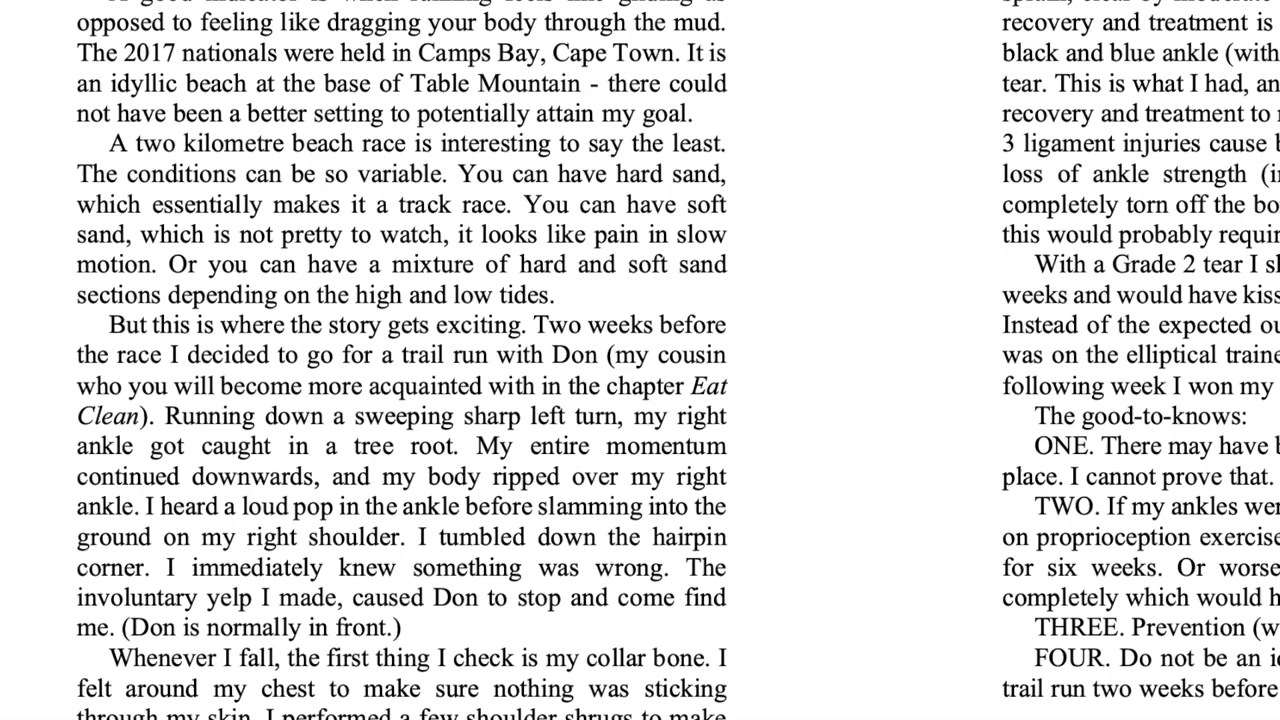 opposed to feeling like dragging your body through the mud.
The 2017 nationals were held in Camps Bay, Cape Town. It is
an idyllic beach at the base of Table Mountain - there could
not have been a better setting to potentially attain my goal.
A two kilometre beach race is interesting to say the least.
The conditions can be so variable. You can have hard sand,
which essentially makes it a track race. You can have soft
sand, which is not pretty to watch, it looks like pain in slow
motion. Or you can have a mixture of hard and soft sand
sections depending on the high and low tides.
But this is where the story gets exciting. Two weeks before
the race I decided to go for a trail run with Don (my cousin
who you will become more acquainted with in the chapter Eat
Clean). Running down a sweeping sharp left turn, my right
ankle got caught in a tree root. My entire momentum
continued downwards, and my body ripped over my right
ankle. I heard a loud pop in the ankle before slamming into the
ground on my right shoulder. I tumbled down the hairpin
corner. I immediately knew something was wrong. The
involuntary yelp I made, caused Don to stop and come find
me. (Don is normally in front.)
Whenever I fall, the first thing I check is my collar bone. I
felt around my chest to make sure nothing was sticking
through my skin. I performed a few shoulder shrugs to make
recovery and treatment is
black and blue ankle (with
tear. This is what I had, an
recovery and treatment to
3 ligament injuries cause
loss of ankle strength
completely torn off the bo
this would probably requir
With a Grade 2 tear I
weeks and would have kiss
Instead of the expected
was on the elliptical traine
following week I won my
The good-to-knows:
ONE. There may have
place. I cannot prove that.
TWO. If my ankles wer
on proprioception exercise
for six weeks. Or worse
completely which would
THREE. Prevention (w
FOUR. Do not be an
trail run two weeks before